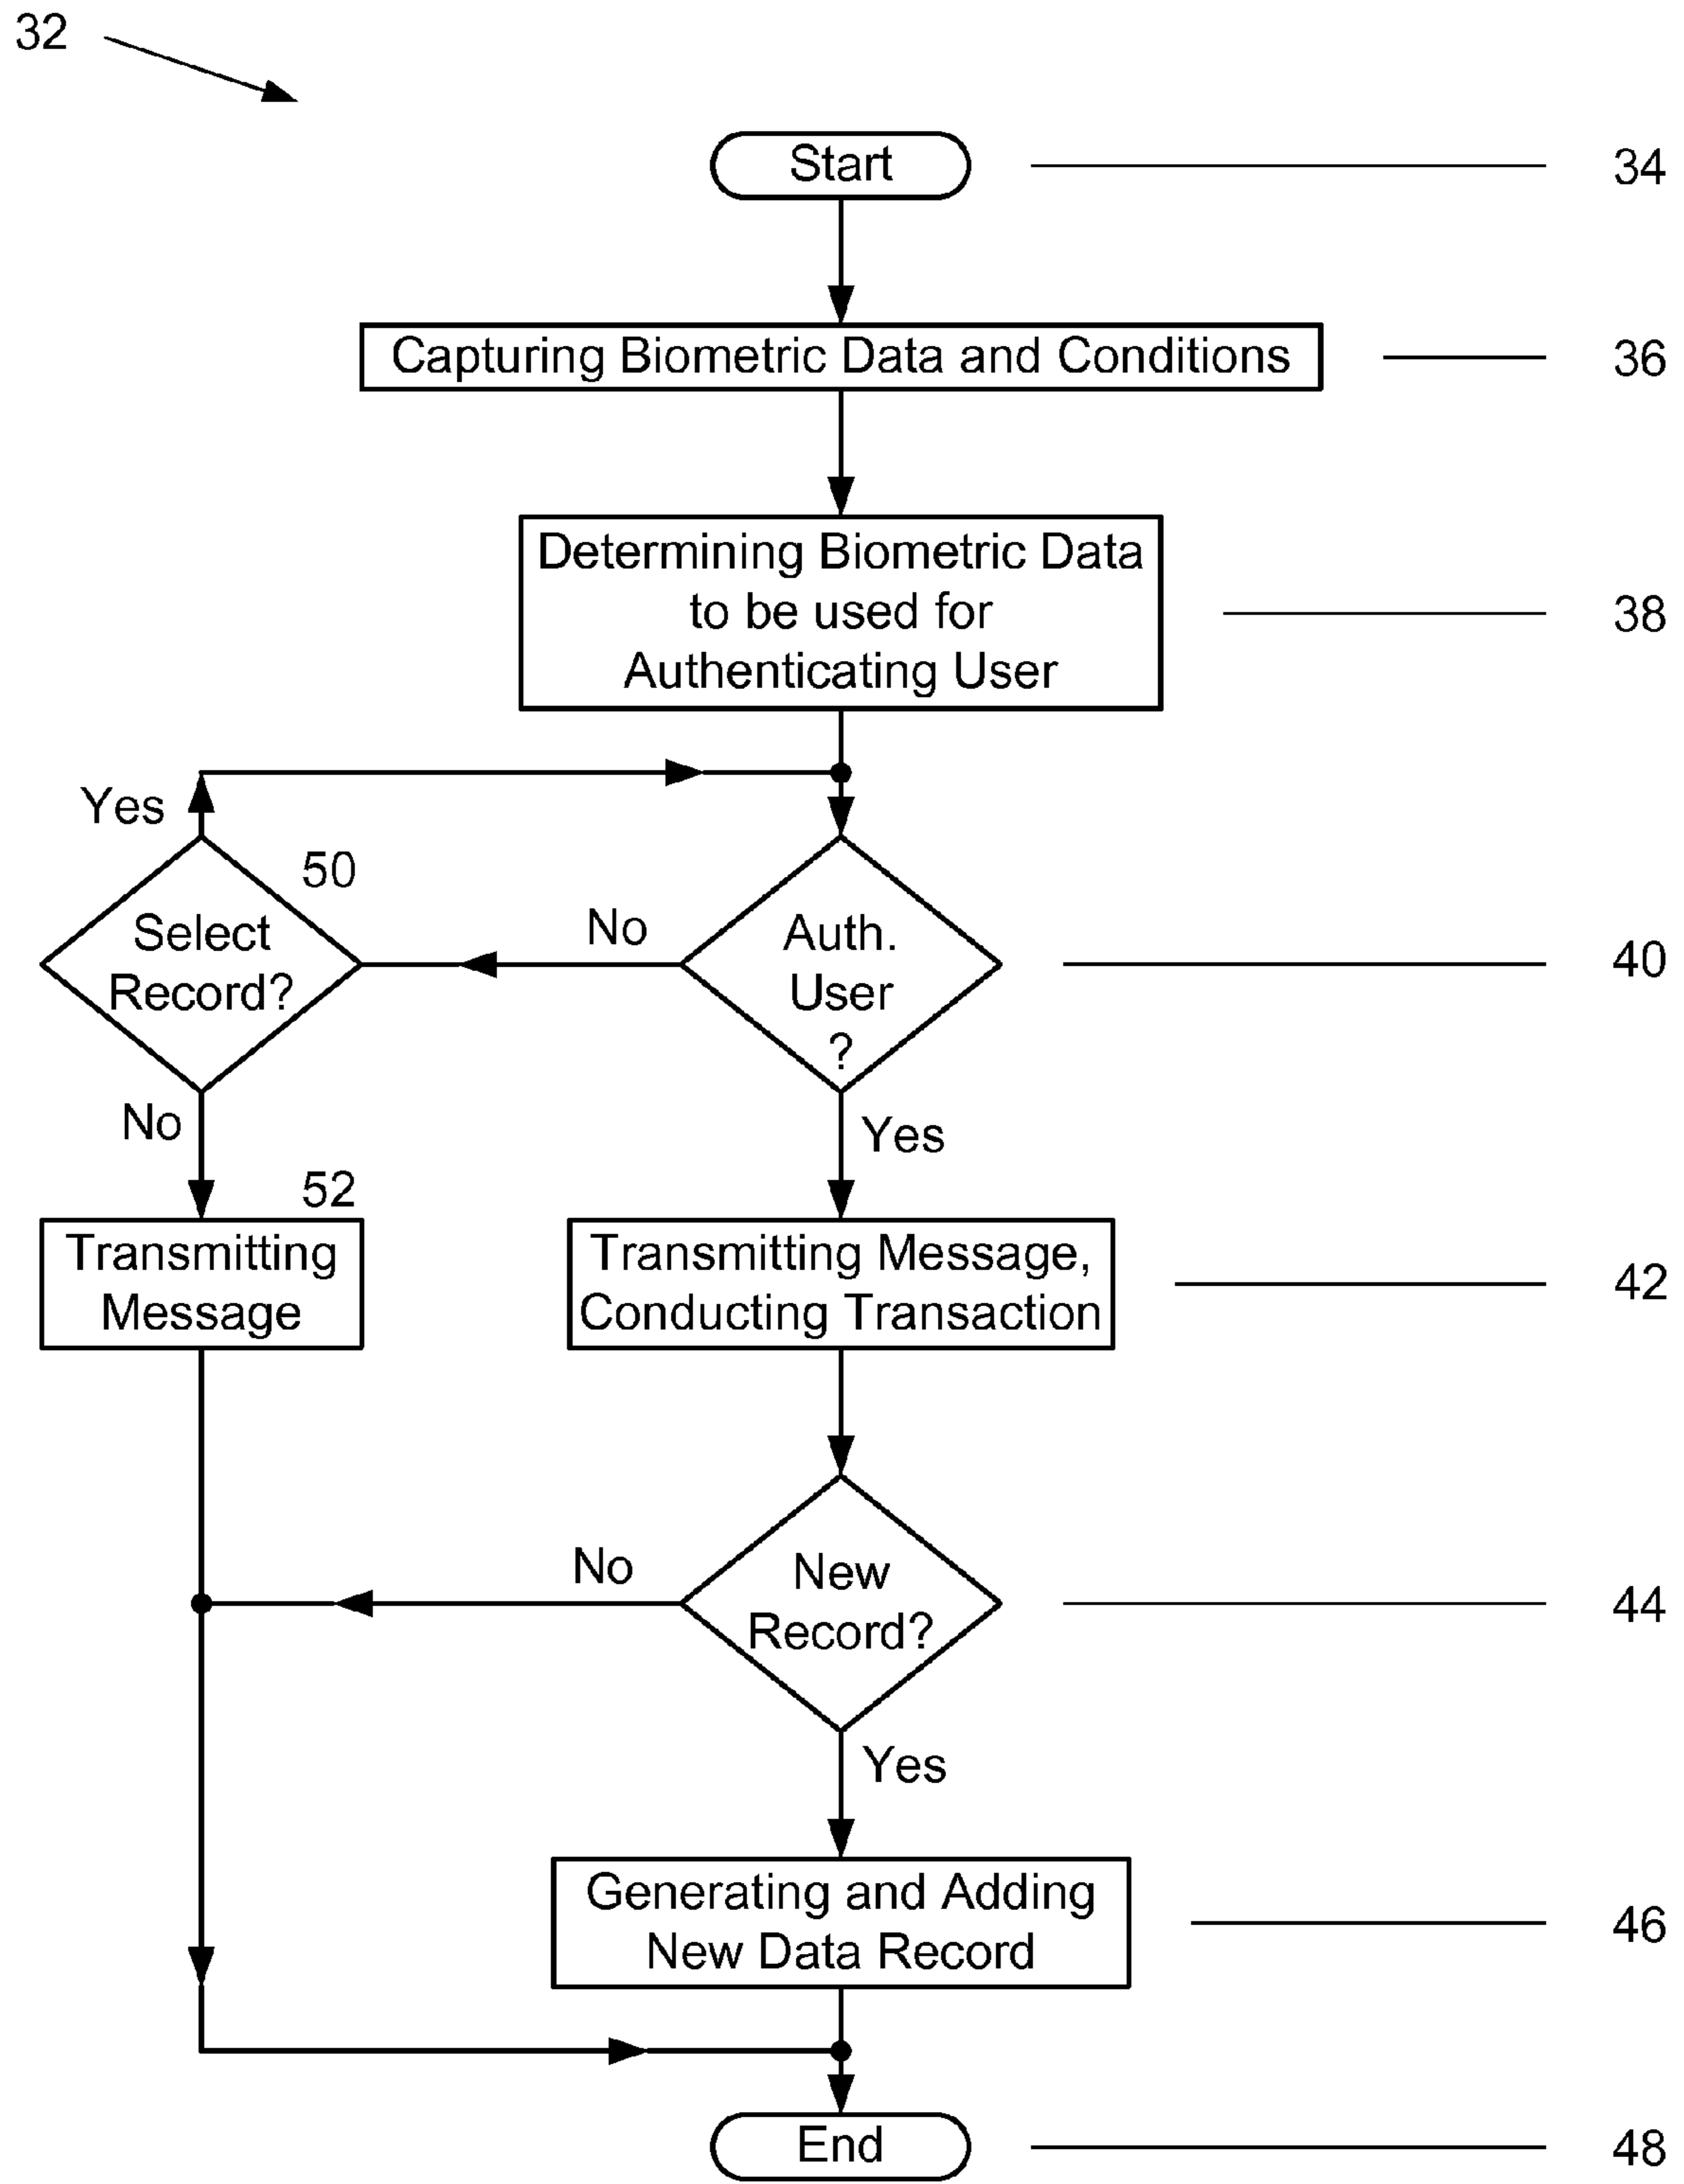 32
Start
34
Capturing Biometric Data and Conditions
36
Determining Biometric Data
to be used for
Authenticating User
38
Yes
50
Select
Record?
No
Auth.
User
?
40
No
Yes
52
Transmitting
Message
Transmitting Message,
Conducting Transaction
42
No
New
Record?
44
Yes
Generating and Adding
New Data Record
46
End
48